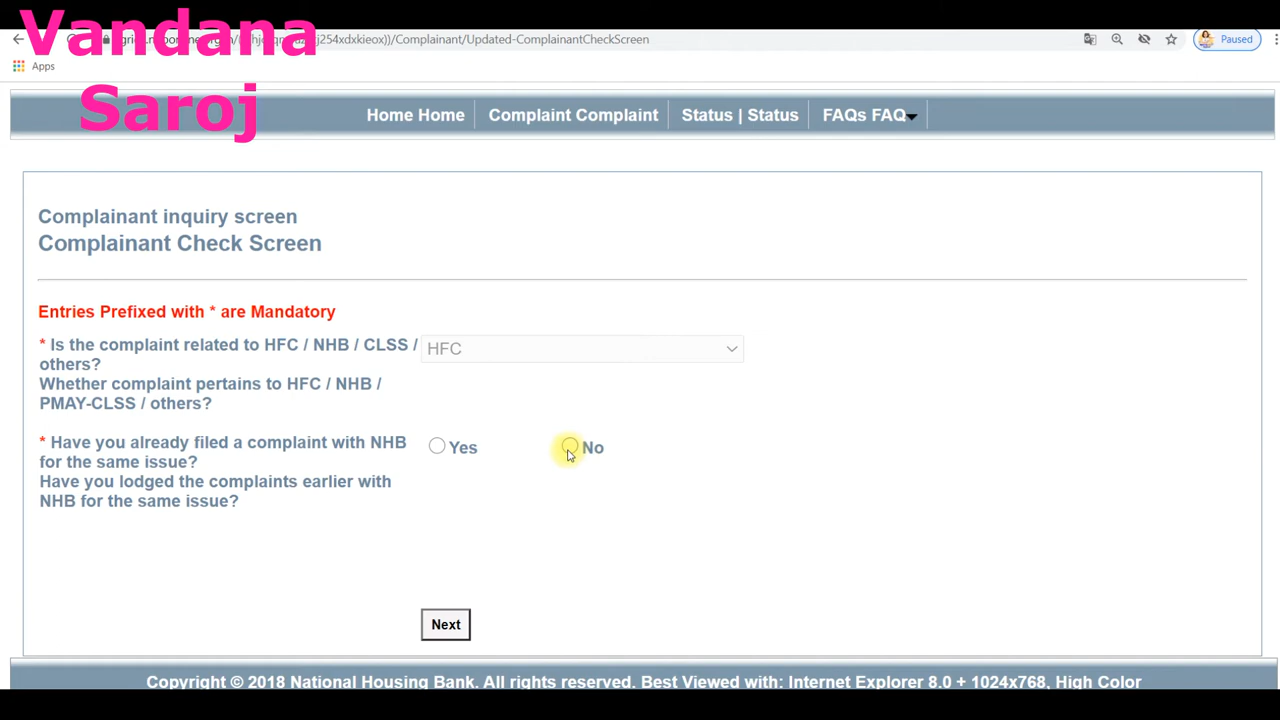 Vandana
Saroj
254xdxkieox))/Complainant/Updated-ComplainantCheckScreen
Paused
Apps
Home Home
Complaint Complaint
Status | Status
FAQs FAQ
Complainant inquiry screen
Complainant Check Screen
Entries Prefixed with * are Mandatory
* Is the complaint related to HFC / NHB / CLSS /
others?
HFC
Whether complaint pertains to HFC / NHB /
PMAY-CLSS / others?
* Have you already filed a complaint with NHB
for the same issue?
Yes
No
Have you lodged the complaints earlier with
NHB for the same issue?
Next
Copyright © 2018 National Housing Bank. All rights reserved. Best Viewed with: Internet Explorer 8.0 + 1024x768, High Color